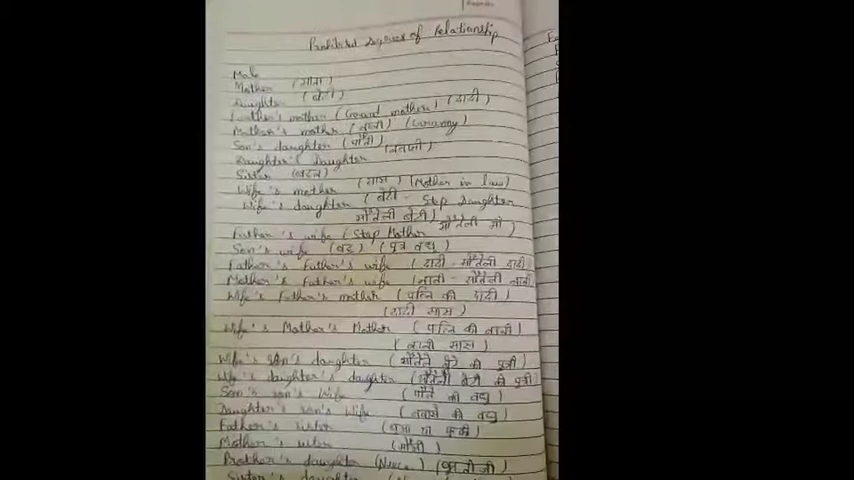 Prohibited Degrees of Relationship
Male
Mother (माता)
Daughter (बेटी)
Father's mother (Grand mother) (दादी)
Mother's mother (नानी) (Granny)
Son's daughter (पौती)
Daughter's Daughter (नवासी)
Sister (बहन)
Wife's mother (सास) (Mother in law)
Wife's daughter (बेटी - Step Daughter
सौतेली बेटी)
Father's wife (Step Mother सौतेली माँ)
Son's wife (बहू) (पुत्र वधु)
Father's Father's wife (दादी - सौतेली दादी
Mother's Father's wife (नानी - सौतेली नानी
Wife's Father's mother (पत्नि की दादी)
(दादी सास)
Wife's Mother's Mother (पत्नि की नानी)
(नानी सास)
Wife's Son's daughter (सौतेले की पुत्री)
Wife's daughter's daughter (सौतेली बेटी की पुत्री)
Son's son's Wife (पौते की वधु)
Daughter's son's Wife (नवासे की वधु)
Father's sister (बुआ या फूफी)
Mother's sister (मौसी)
Brother's daughter (Niece) (भतीजी)
Sister's daughter